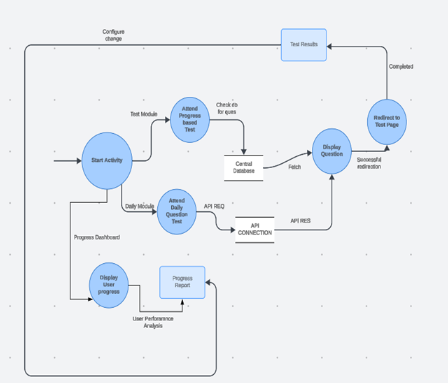 Configure
change
Test Results
Completed
Test Module
Attend
Progress
based
Test
Check db
for ques
Redirect to
Test Page
Start Activity
Central
Database
Fetch
Display
Question
Successful
redirection
Daily Module
Attend
Daily
Question
Test
API REQ
API
CONNECTION
API RES
Progress Dashboard
Display
User
progress
Progress
Report
User Performance
Analysis